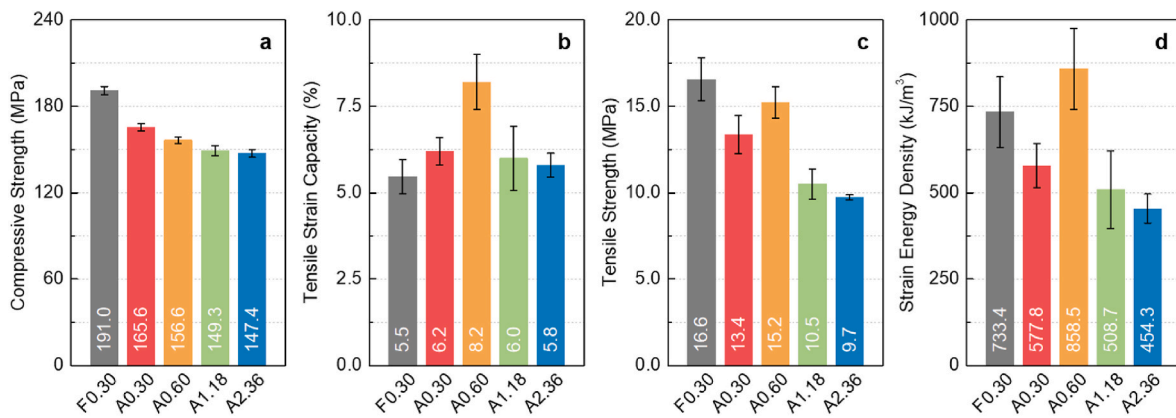 a
Compressive Strength (MPa)
240
180
120
60
0
191.0
165.6
156.6
149.3
147.4
F0.30
A0.30
A0.60
A1.18
A2.36
b
Tensile Strain Capacity (%)
10.0
7.5
5.0
2.5
0.0
5.5
6.2
8.2
6.0
5.8
F0.30
A0.30
A0.60
A1.18
A2.36
c
Tensile Strength (MPa)
20.0
15.0
10.0
5.0
0.0
16.6
13.4
15.2
10.5
9.7
F0.30
A0.30
A0.60
A1.18
A2.36
d
Strain Energy Density (kJ/m³)
1000
750
500
250
0
733.4
577.8
858.5
508.7
454.3
F0.30
A0.30
A0.60
A1.18
A2.36